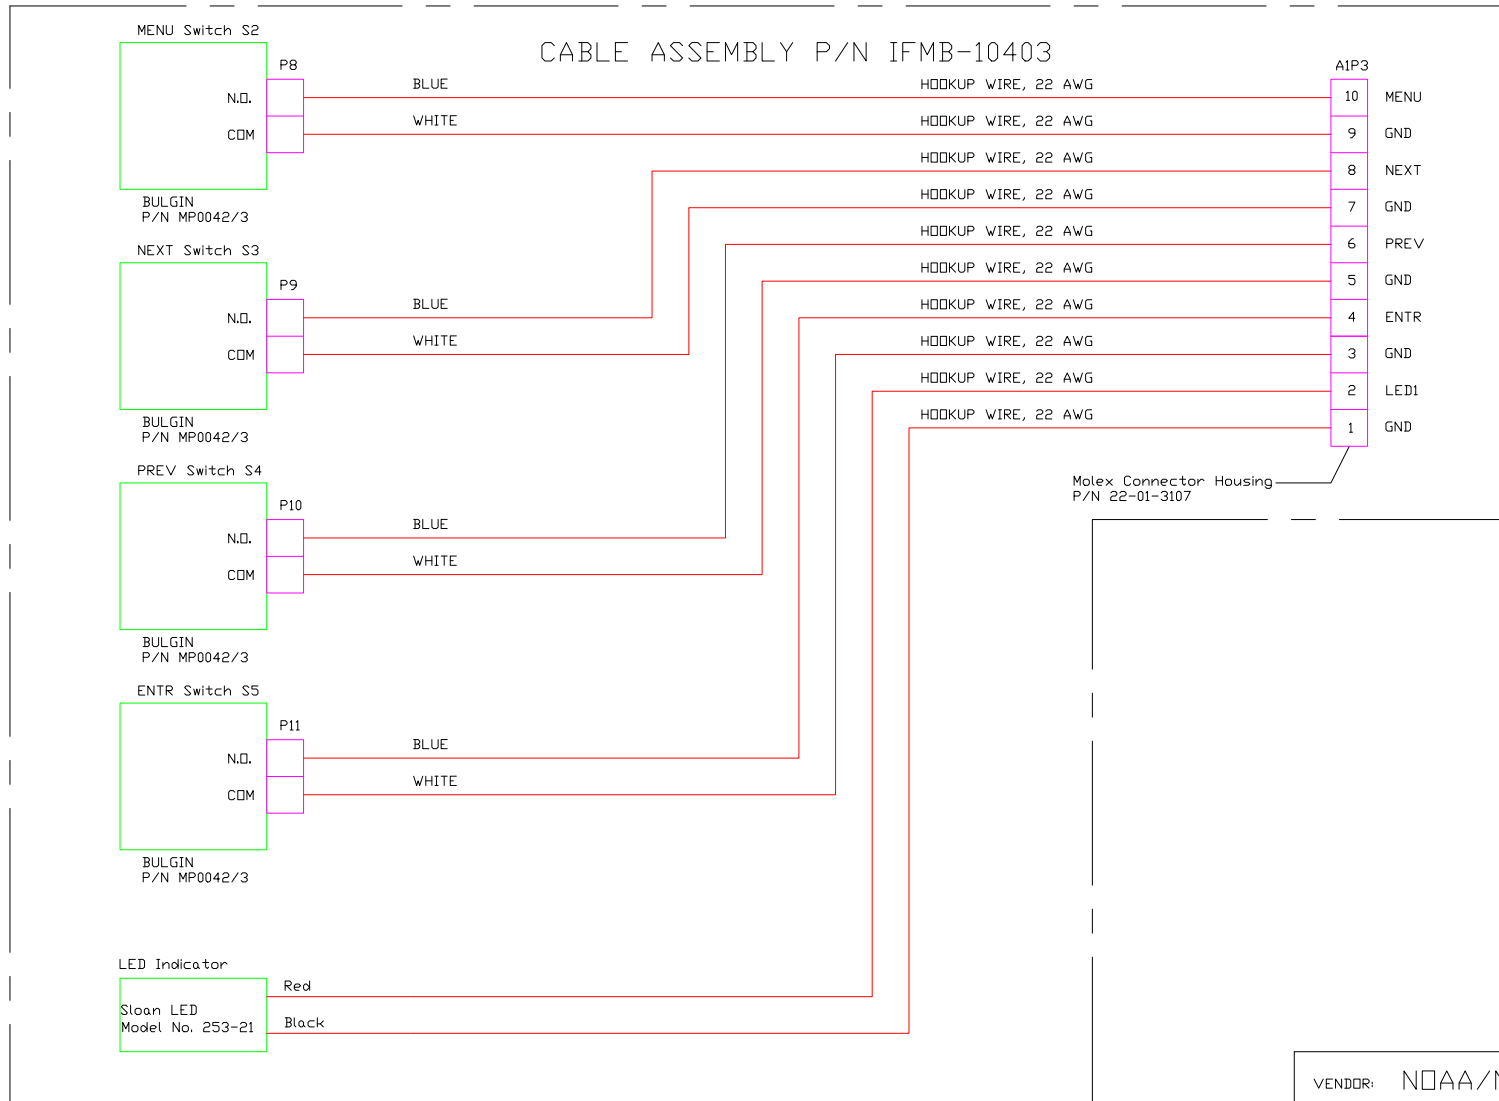 MENU Switch S2
CABLE ASSEMBLY P/N IFMB-10403
P8
A1P3
BLUE
HOOKUP WIRE, 22 AWG
N.O.
10
MENU
WHITE
HOOKUP WIRE, 22 AWG
COM
9
GND
HOOKUP WIRE, 22 AWG
8
NEXT
BULGIN
P/N MP0042/3
HOOKUP WIRE, 22 AWG
7
GND
HOOKUP WIRE, 22 AWG
6
PREV
NEXT Switch S3
HOOKUP WIRE, 22 AWG
5
GND
P9
BLUE
HOOKUP WIRE, 22 AWG
N.O.
4
ENTR
WHITE
HOOKUP WIRE, 22 AWG
COM
3
GND
HOOKUP WIRE, 22 AWG
2
LED1
BULGIN
P/N MP0042/3
HOOKUP WIRE, 22 AWG
1
GND
PREV Switch S4
Molex Connector Housing
P/N 22-01-3107
P10
BLUE
N.O.
WHITE
COM
BULGIN
P/N MP0042/3
ENTR Switch S5
P11
BLUE
N.O.
WHITE
COM
BULGIN
P/N MP0042/3
LED Indicator
Red
Sloan LED
Model No. 253-21
Black
VENDOR: NOAA/N